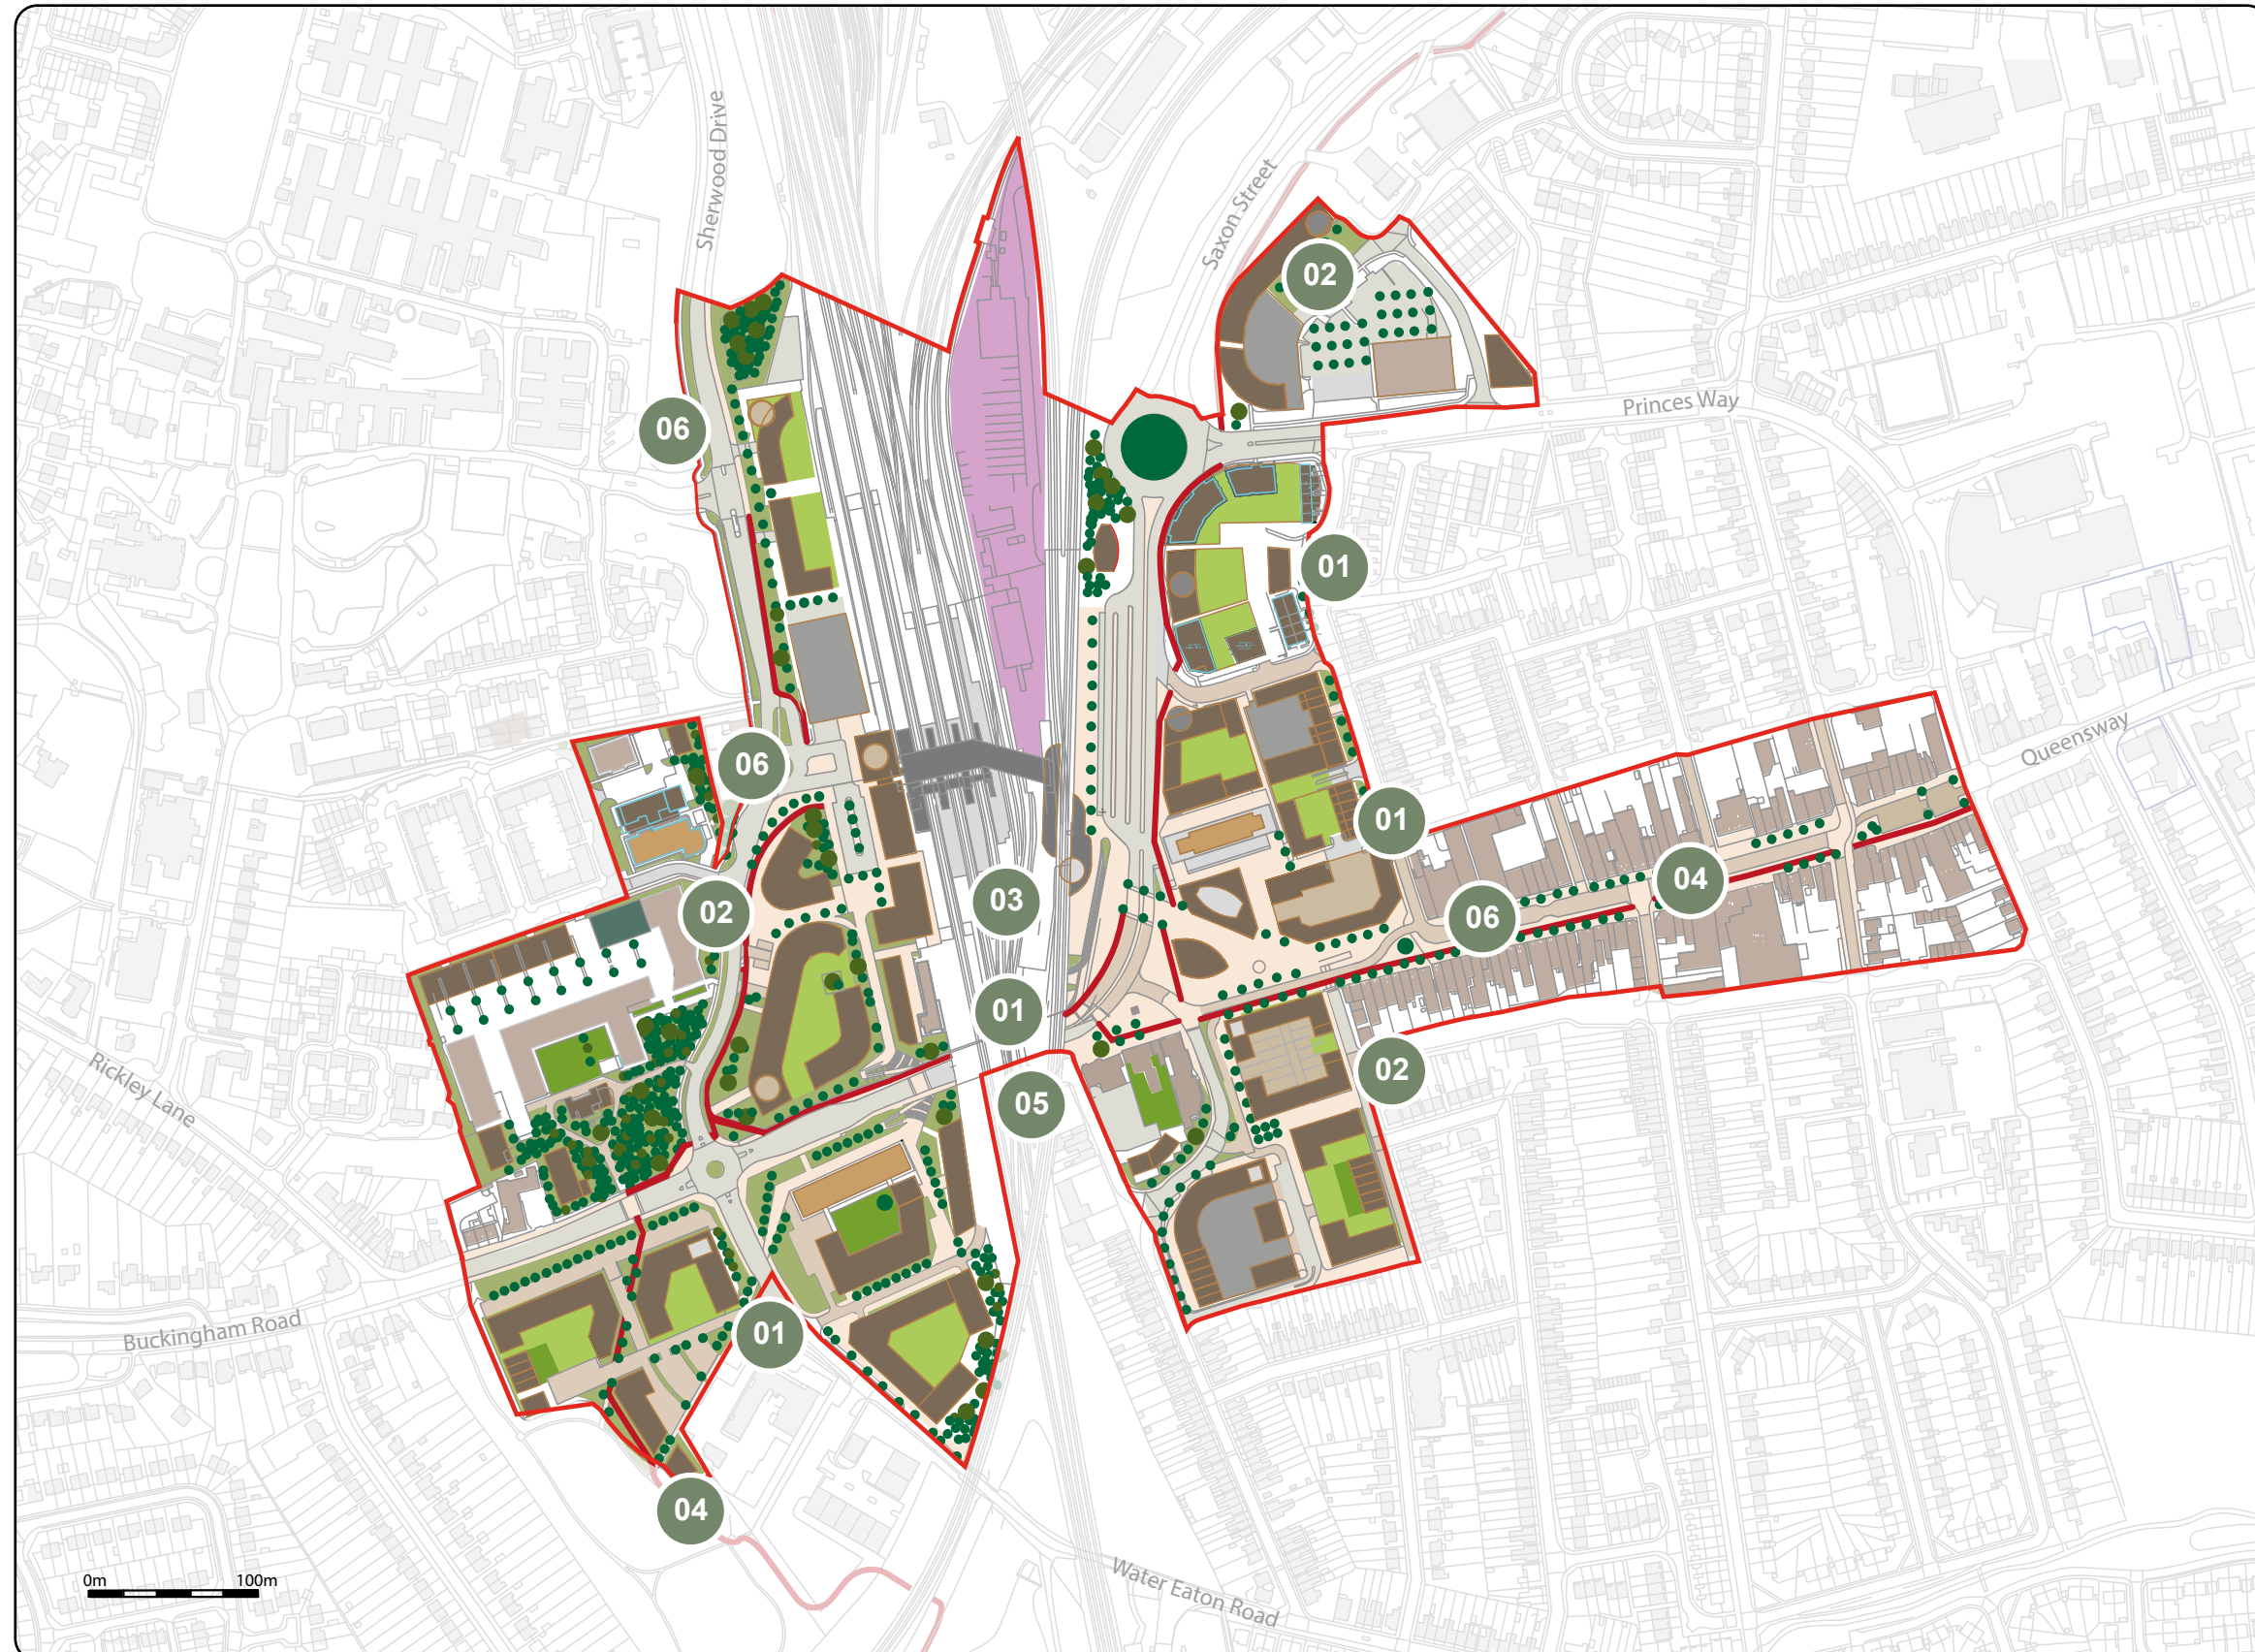 Sherwood Drive
Saxon Street
02
Princes Way
06
01
Queensway
06
01
04
02
03
06
01
02
Rickley Lane
05
Buckingham Road
01
04
Water Eaton Road
0m 100m